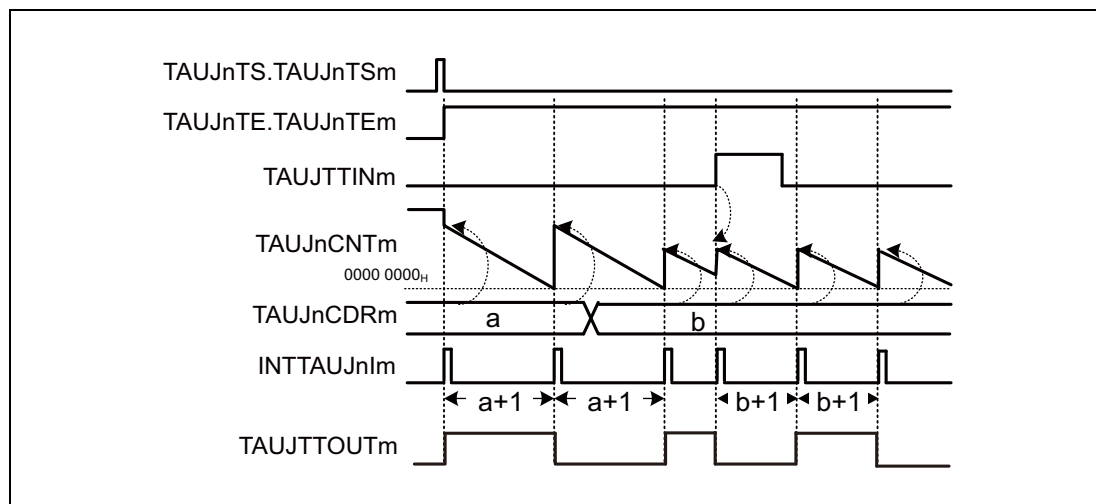 TAUJnTS.TAUJnTSm
TAUJnTE.TAUJnTEm
TAUJTTINm
TAUJnCNTm
0000 0000H
TAUJnCDRm
a
b
INTTAUJnIm
a+1
a+1
b+1
b+1
TAUJTTOUTm